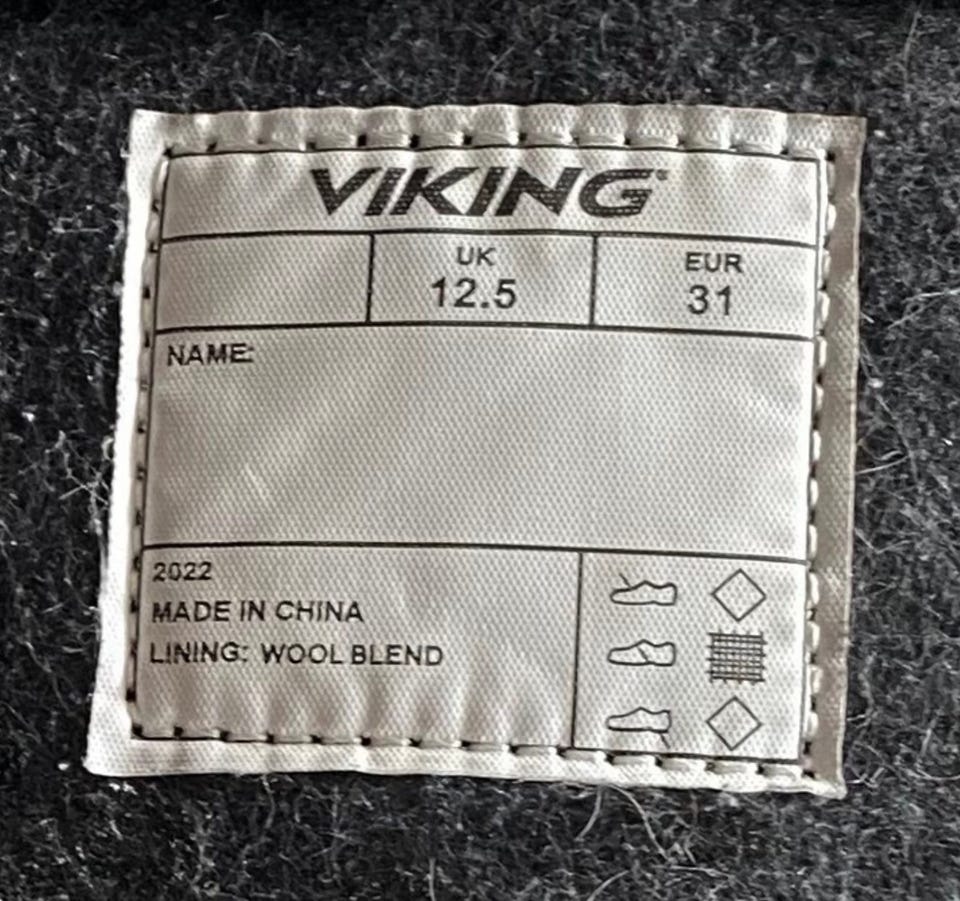 VIKING
UK
12.5
EUR
31
NAME:
2022
MADE IN CHINA
LINING: WOOL BLEND